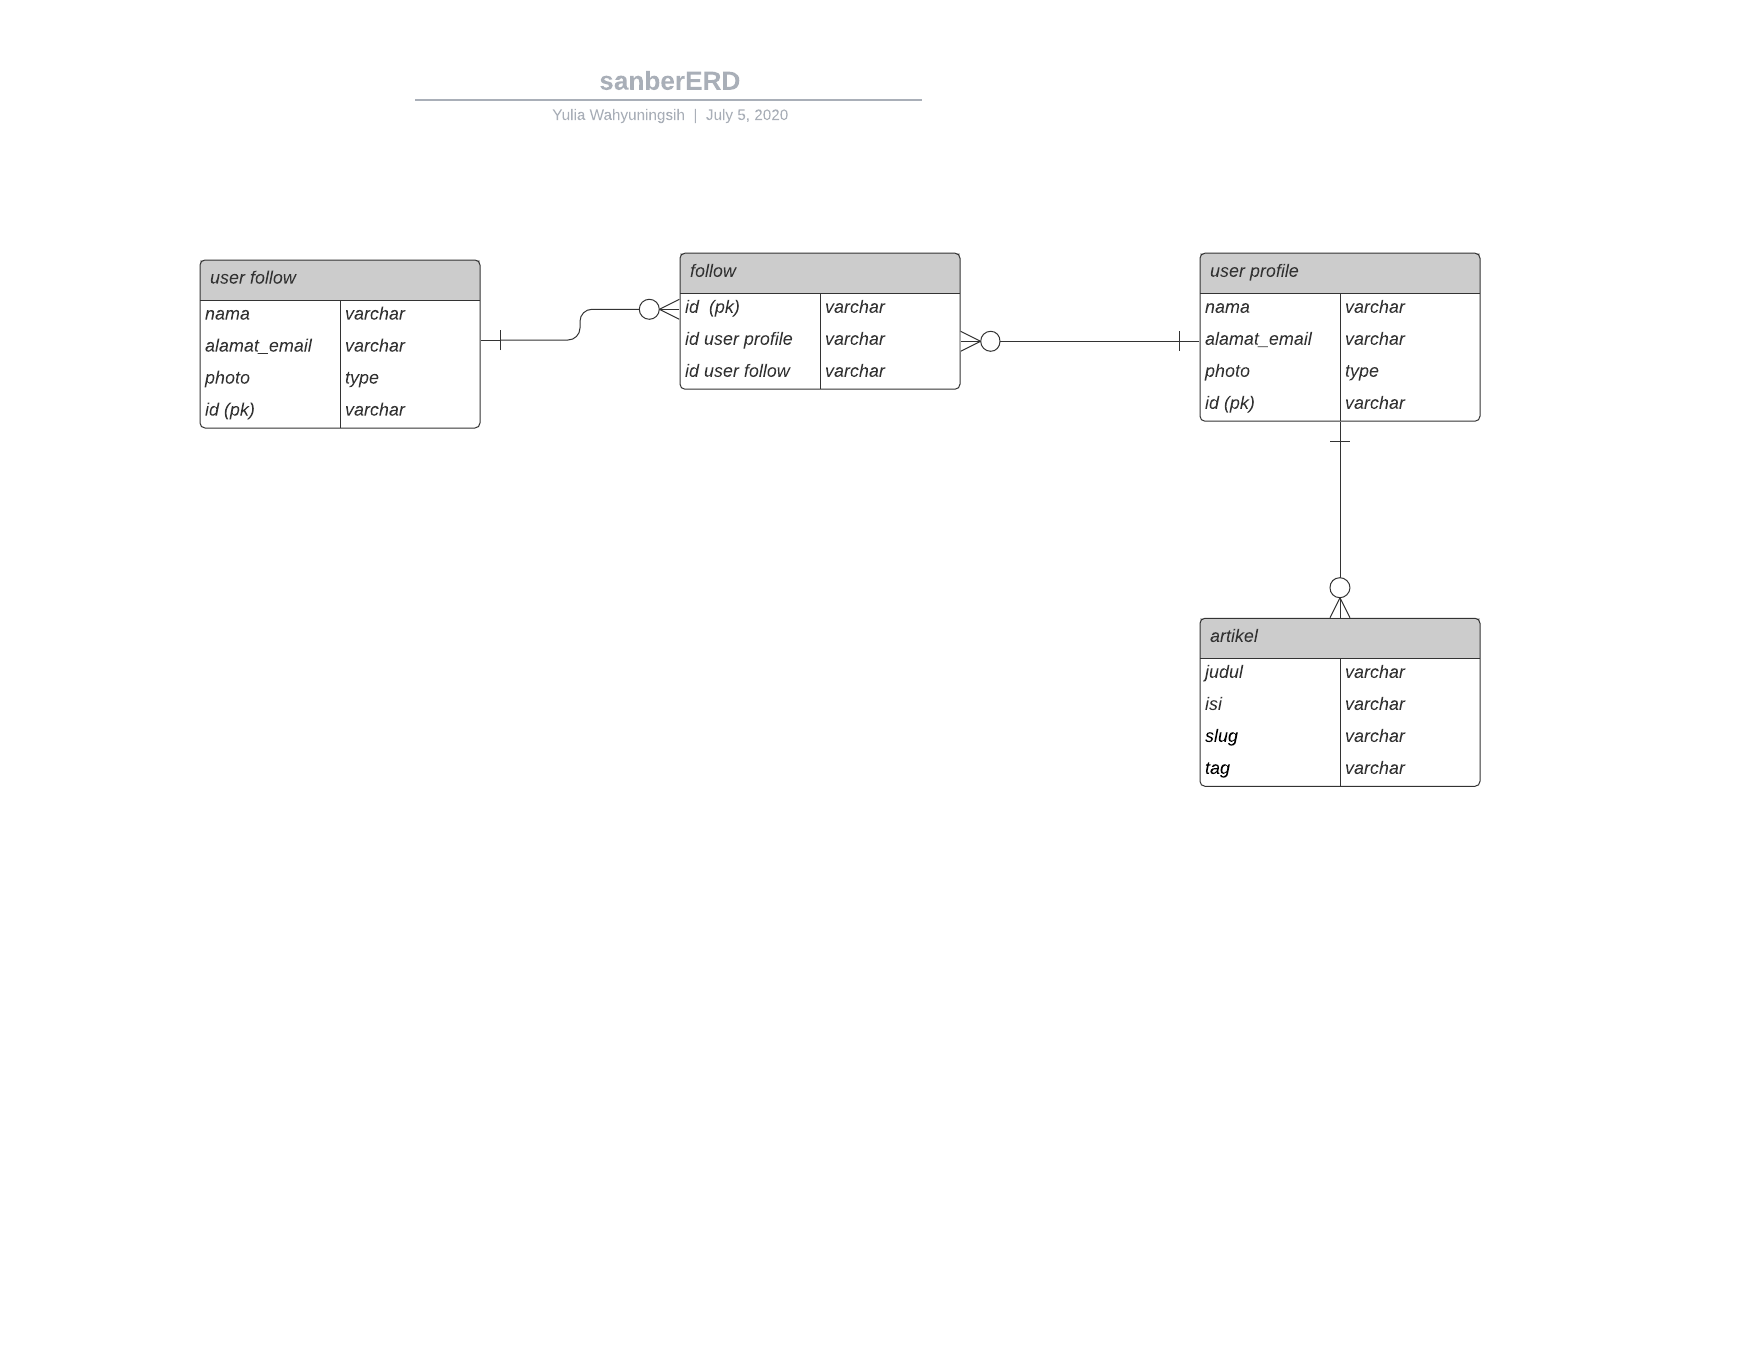 sanberERD
Yulia Wahyuningsih | July 5, 2020
user follow
nama varchar
alamat_email varchar
photo type
id (pk) varchar
follow
id (pk) varchar
id user profile varchar
id user follow varchar
user profile
nama varchar
alamat_email varchar
photo type
id (pk) varchar
artikel
judul varchar
isi varchar
slug varchar
tag varchar